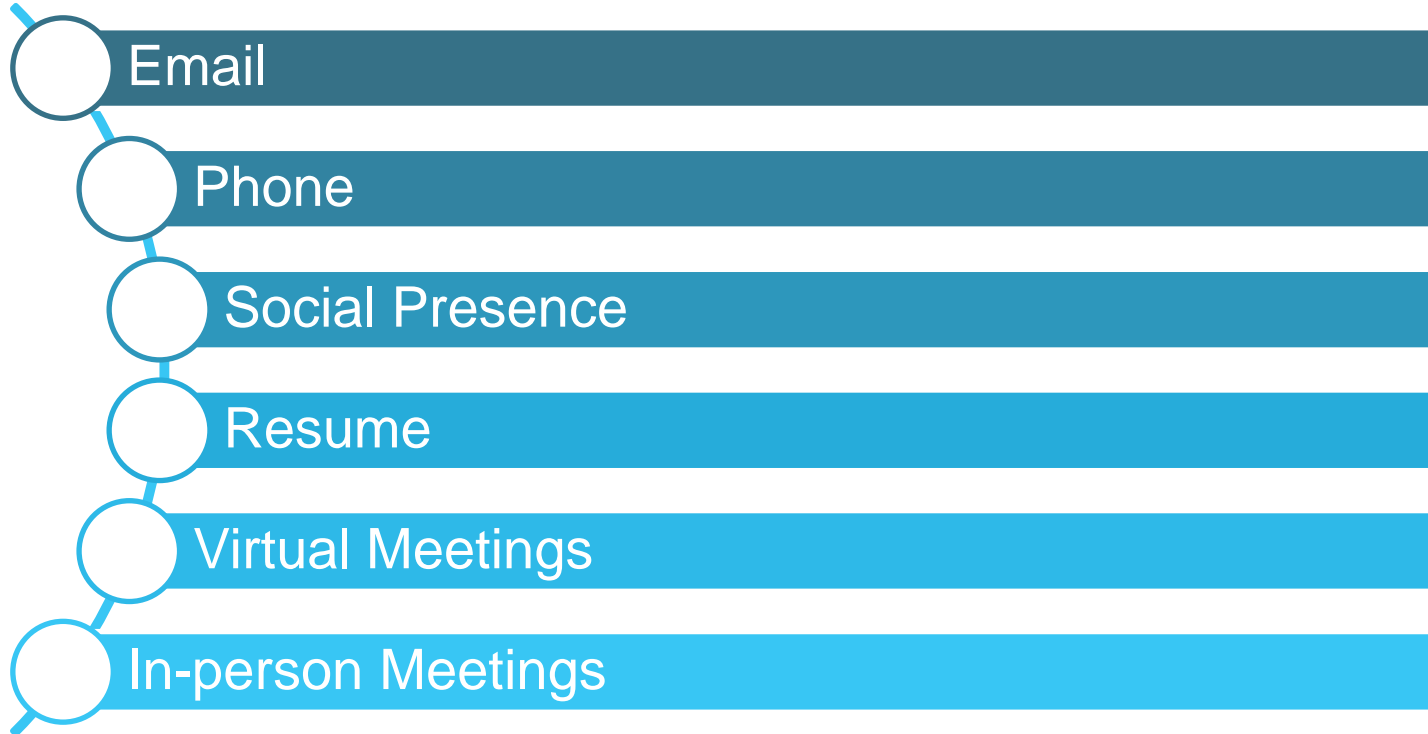 Email
Phone
Social Presence
Resume
Virtual Meetings
In-person Meetings